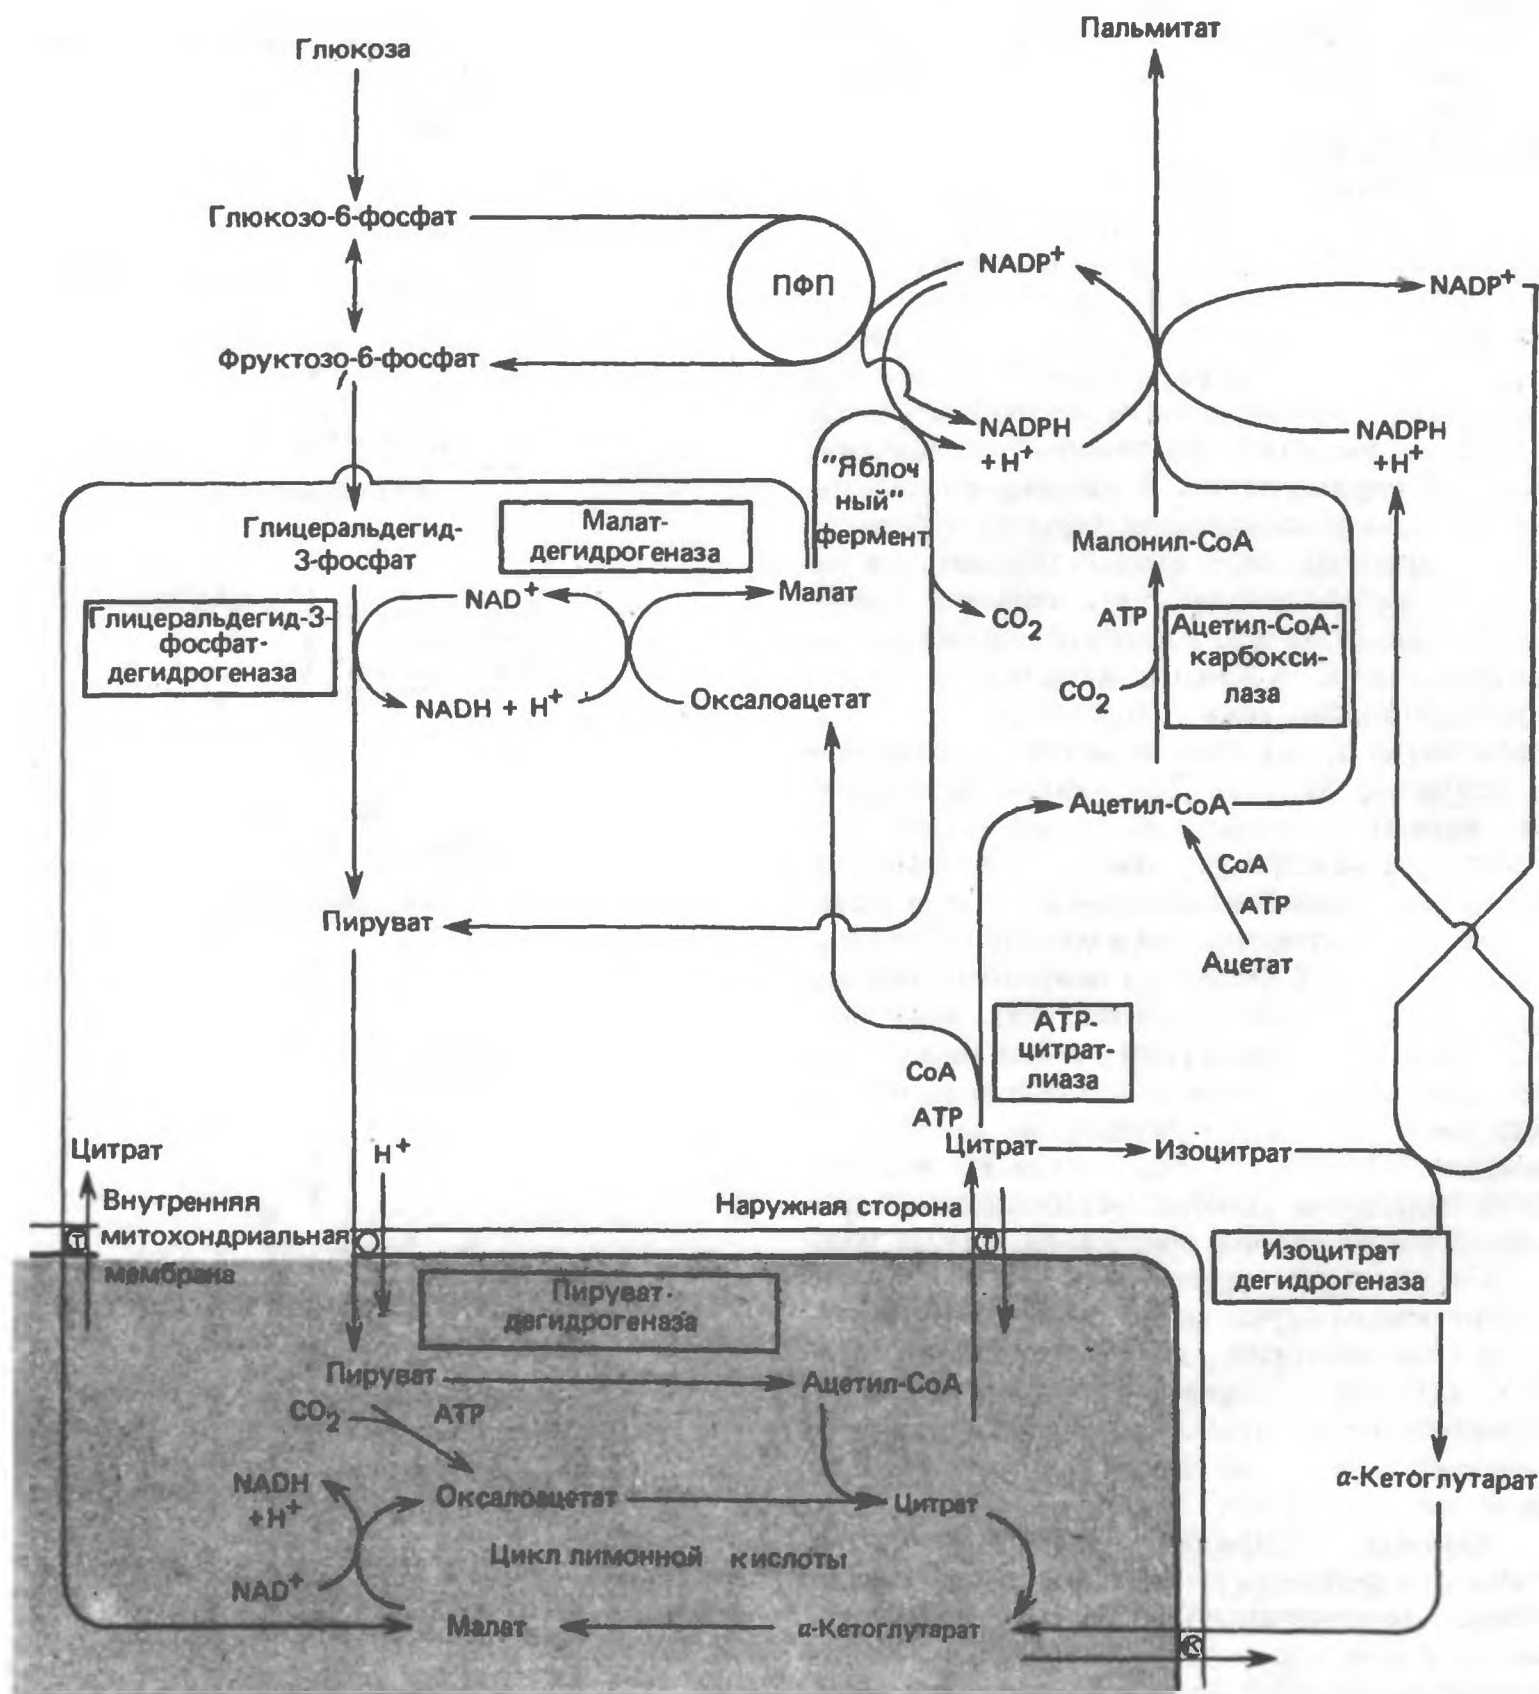 Глюкоза
Пальмитат
Глюкозо-6-фосфат
ПФП
NADP+
NADP+
Фруктозо-6-фосфат
NADPH
+H+
NADPH
+H+
"Яблоч
ный"
фермент
Глицеральдегид-
3-фосфат
Малат-
дегидрогеназа
Малонил-CoA
NAD+
Малат
Глицеральдегид-3-
фосфат-
дегидрогеназа
CO2
ATP
Ацетил-CoA-
карбокси-
лаза
CO2
NADH + H+
Оксалоацетат
Ацетил-CoA
CoA
ATP
Ацетат
Пируват
ATP-
цитрат-
лиаза
CoA
ATP
Цитрат
H+
Цитрат
Изоцитрат
Внутренняя
митохондриальная
мембрана
Наружная сторона
T
T
Изоцитрат
дегидрогеназа
Пируват-
дегидрогеназа
Пируват
Ацетил-CoA
CO2
ATP
NADH
+H+
Оксалоацетат
Цитрат
α-Кетоглутарат
Цикл лимонной кислоты
NAD+
Малат
α-Кетоглутарат
K